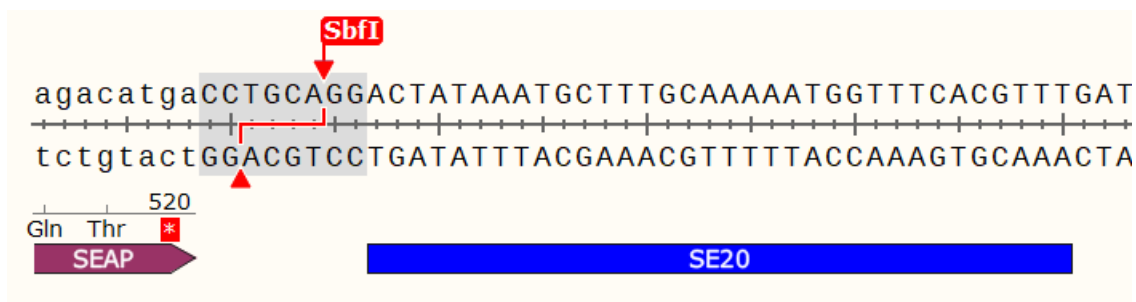 SbfI
agacatgaCCTGCAGGACTATAAATGCTTTGCAAAAATGGTTTCACGTTTGAT
tctgtactGGACGTCCTGATATTTACGAAACGTTTTTACCAAAGTGCAAACTA
520
Gln Thr *
SEAP SE20